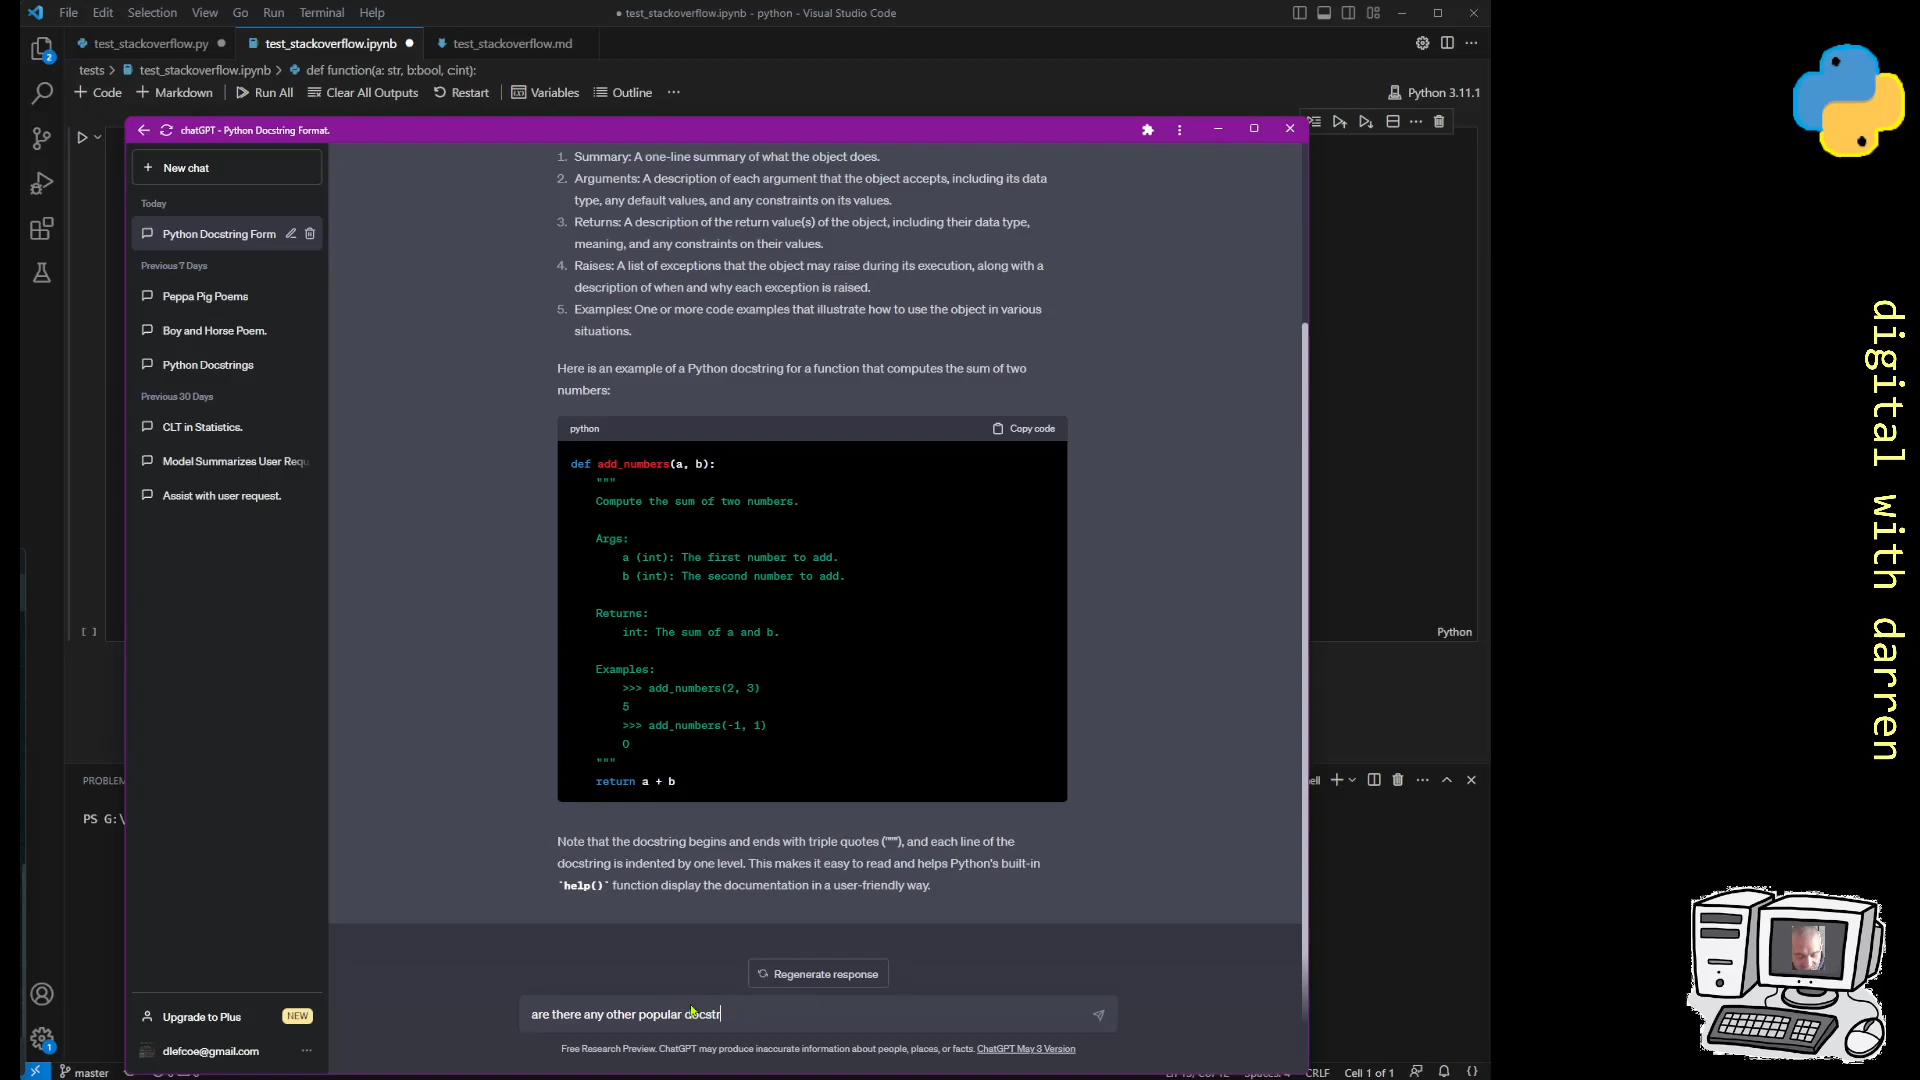 File Edit Selection View Go Run Terminal Help
● test_stackoverflow.ipynb - python - Visual Studio Code
test_stackoverflow.py
test_stackoverflow.ipynb
test_stackoverflow.md
tests > test_stackoverflow.ipynb > def function(a: str, b:bool, c:int):
+ Code + Markdown Run All Clear All Outputs Restart Variables Outline ...
Python 3.11.1
chatGPT - Python Docstring Format.
+ New chat
Today
Python Docstring Form
Previous 7 Days
Peppa Pig Poems
Boy and Horse Poem.
Python Docstrings
Previous 30 Days
CLT in Statistics.
Model Summarizes User Requ
Assist with user request.
Upgrade to Plus NEW
dlefcoe@gmail.com ...
1. Summary: A one-line summary of what the object does.
2. Arguments: A description of each argument that the object accepts, including its data
type, any default values, and any constraints on its values.
3. Returns: A description of the return value(s) of the object, including their data type,
meaning, and any constraints on their values.
4. Raises: A list of exceptions that the object may raise during its execution, along with a
description of when and why each exception is raised.
5. Examples: One or more code examples that illustrate how to use the object in various
situations.
Here is an example of a Python docstring for a function that computes the sum of two
numbers:
python Copy code
def add_numbers(a, b):
"""
Compute the sum of two numbers.
Args:
a (int): The first number to add.
b (int): The second number to add.
Returns:
int: The sum of a and b.
Examples:
>>> add_numbers(2, 3)
5
>>> add_numbers(-1, 1)
0
"""
return a + b
Note that the docstring begins and ends with triple quotes ("""), and each line of the
docstring is indented by one level. This makes it easy to read and helps Python's built-in
`help()` function display the documentation in a user-friendly way.
Regenerate response
are there any other popular docstr
Free Research Preview. ChatGPT may produce inaccurate information about people, places, or facts. ChatGPT May 3 Version
[ ]
Python
PROBLEM
PS G:\
master
CRLF Cell 1 of 1
2
1
digital with darren